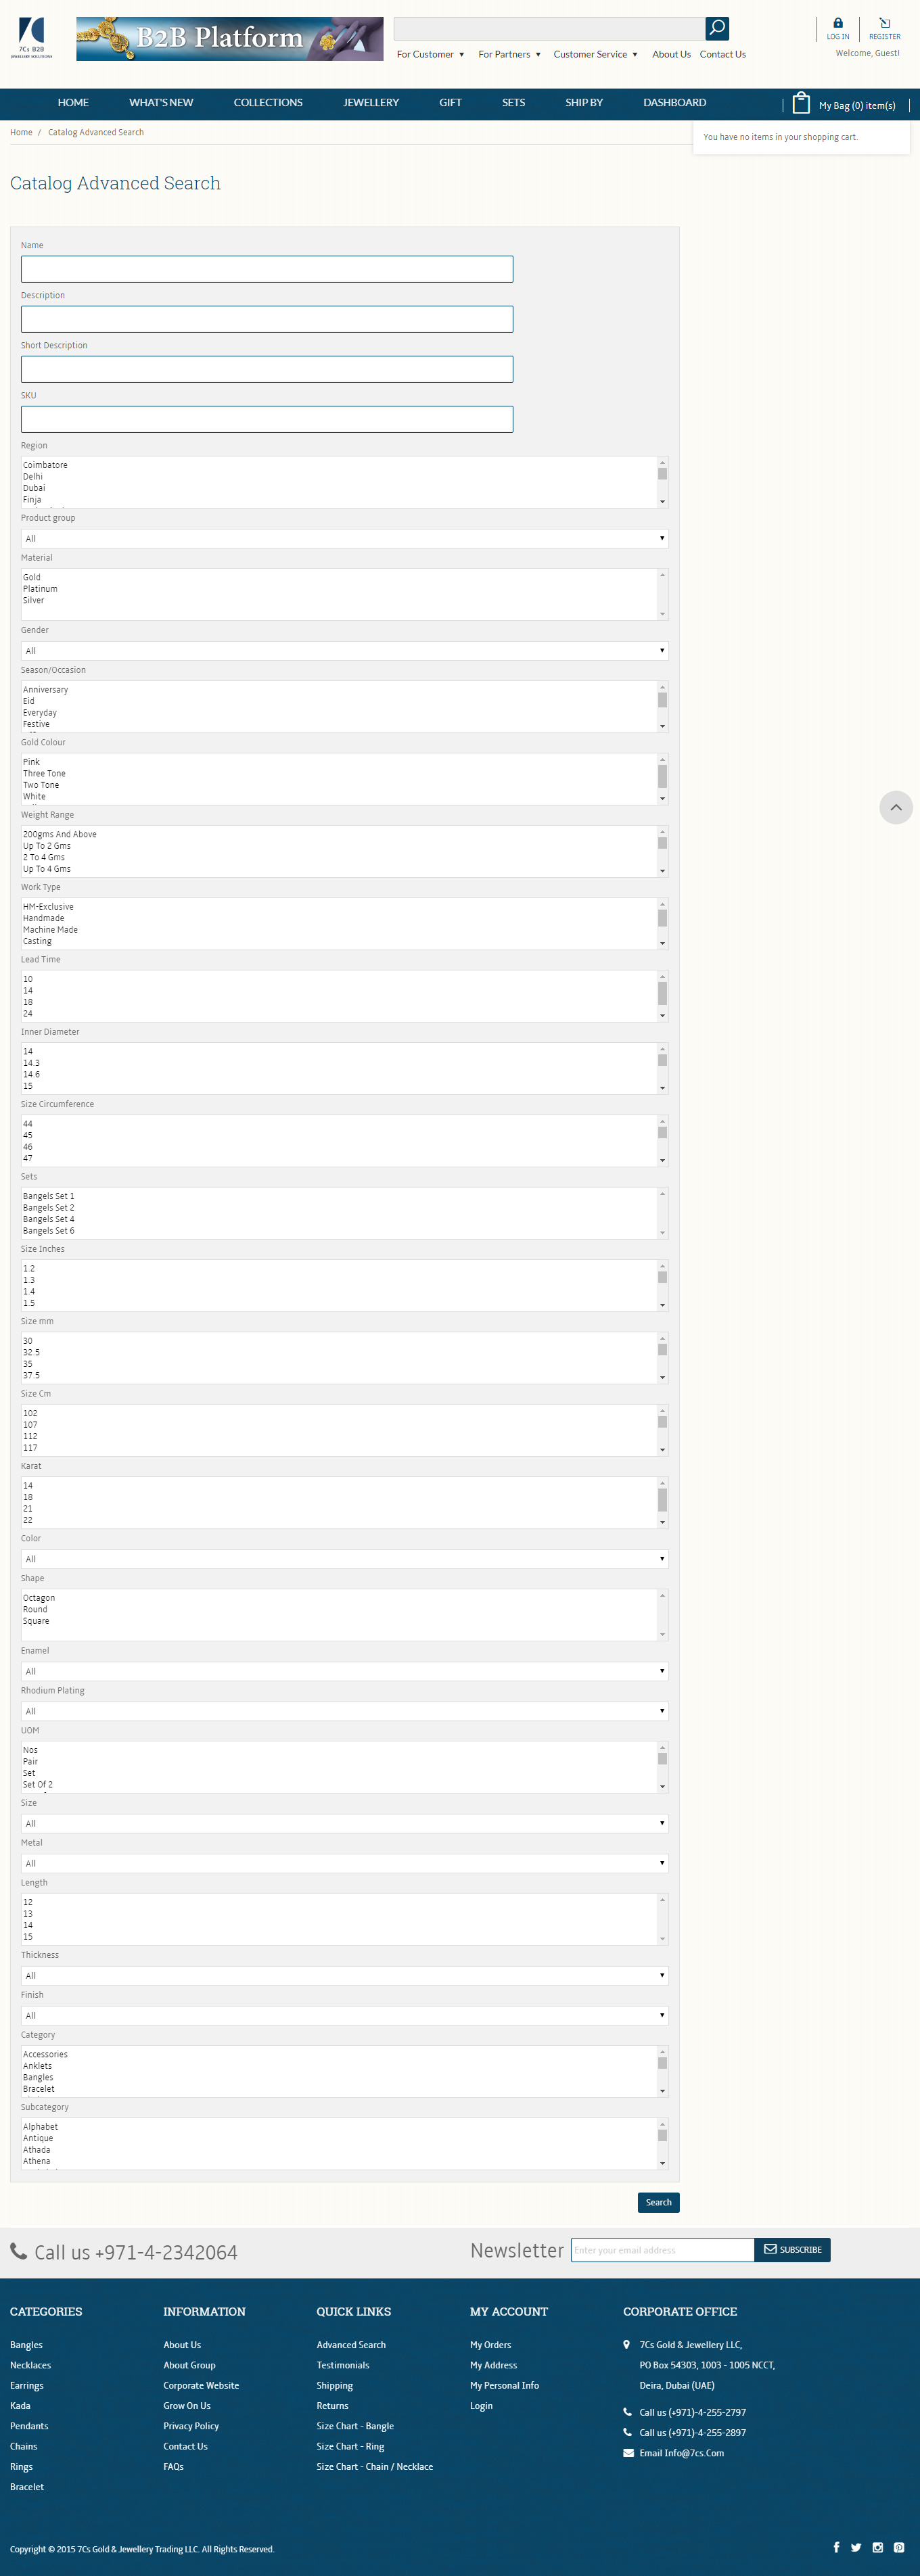 7Cs B2B
JEWELLERY SOLUTIONS
B2B Platform
For Customer ▼ For Partners ▼ Customer Service ▼ About Us Contact Us
LOG IN
REGISTER
Welcome, Guest!
HOME WHAT'S NEW COLLECTIONS JEWELLERY GIFT SETS SHIP BY DASHBOARD
My Bag (0) item(s)
Home / Catalog Advanced Search
You have no items in your shopping cart.
Catalog Advanced Search
Name
Description
Short Description
SKU
Region
Coimbatore
Delhi
Dubai
Finja
Product group
All
Material
Gold
Platinum
Silver
Gender
All
Season/Occasion
Anniversary
Eid
Everyday
Festive
Gold Colour
Pink
Three Tone
Two Tone
White
Weight Range
200gms And Above
Up To 2 Gms
2 To 4 Gms
Up To 4 Gms
Work Type
HM-Exclusive
Handmade
Machine Made
Casting
Lead Time
10
14
18
24
Inner Diameter
14
14.3
14.6
15
Size Circumference
44
45
46
47
Sets
Bangels Set 1
Bangels Set 2
Bangels Set 4
Bangels Set 6
Size Inches
1.2
1.3
1.4
1.5
Size mm
30
32.5
35
37.5
Size Cm
102
107
112
117
Karat
14
18
21
22
Color
All
Shape
Octagon
Round
Square
Enamel
All
Rhodium Plating
All
UOM
Nos
Pair
Set
Set Of 2
Size
All
Metal
All
Length
12
13
14
15
Thickness
All
Finish
All
Category
Accessories
Anklets
Bangles
Bracelet
Subcategory
Alphabet
Antique
Athada
Athena
Search
Call us +971-4-2342064
Newsletter
Enter your email address
SUBSCRIBE
CATEGORIES
Bangles
Necklaces
Earrings
Kada
Pendants
Chains
Rings
Bracelet
INFORMATION
About Us
About Group
Corporate Website
Grow On Us
Privacy Policy
Contact Us
FAQs
QUICK LINKS
Advanced Search
Testimonials
Shipping
Returns
Size Chart - Bangle
Size Chart - Ring
Size Chart - Chain / Necklace
MY ACCOUNT
My Orders
My Address
My Personal Info
Login
CORPORATE OFFICE
7Cs Gold & Jewellery LLC,
PO Box 54303, 1003 - 1005 NCCT,
Deira, Dubai (UAE)
Call us (+971)-4-255-2797
Call us (+971)-4-255-2897
Email Info@7cs.Com
Copyright © 2015 7Cs Gold & Jewellery Trading LLC. All Rights Reserved.